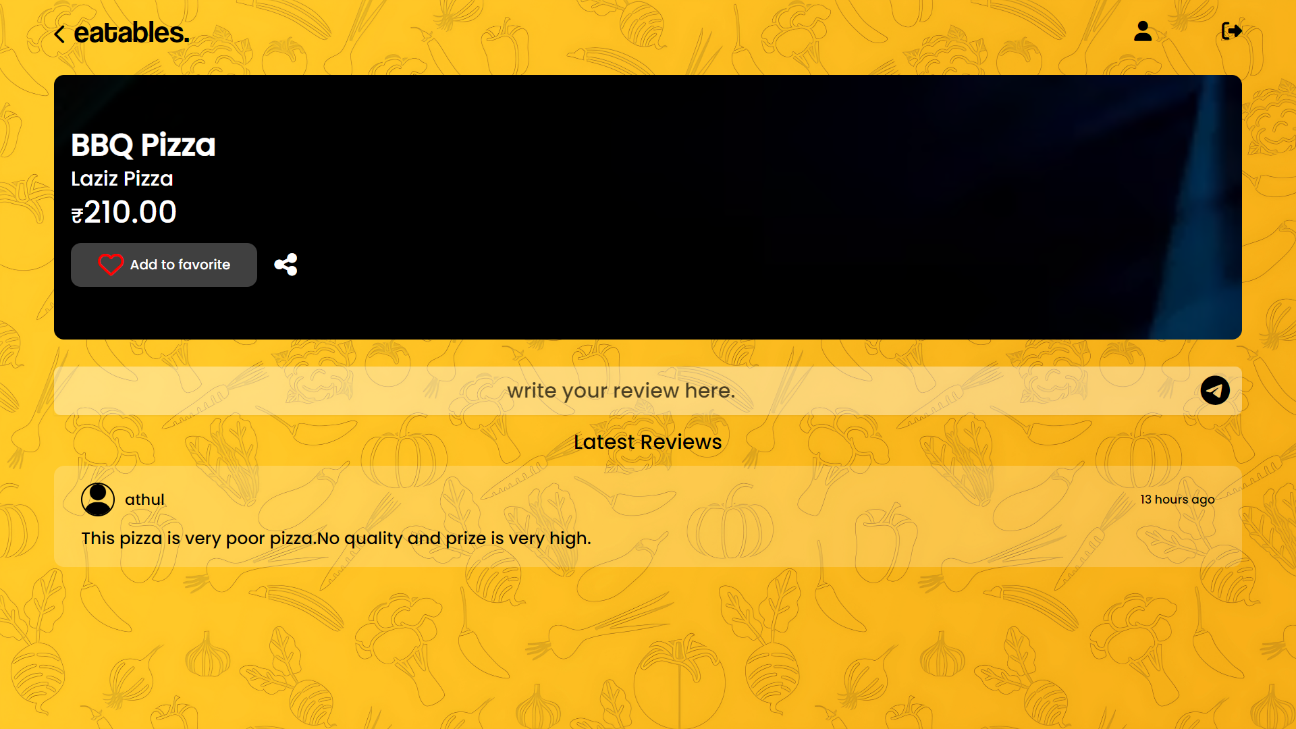 eatables.
BBQ Pizza
Laziz Pizza
₹210.00
Add to favorite
write your review here.
Latest Reviews
athul
13 hours ago
This pizza is very poor pizza.No quality and prize is very high.